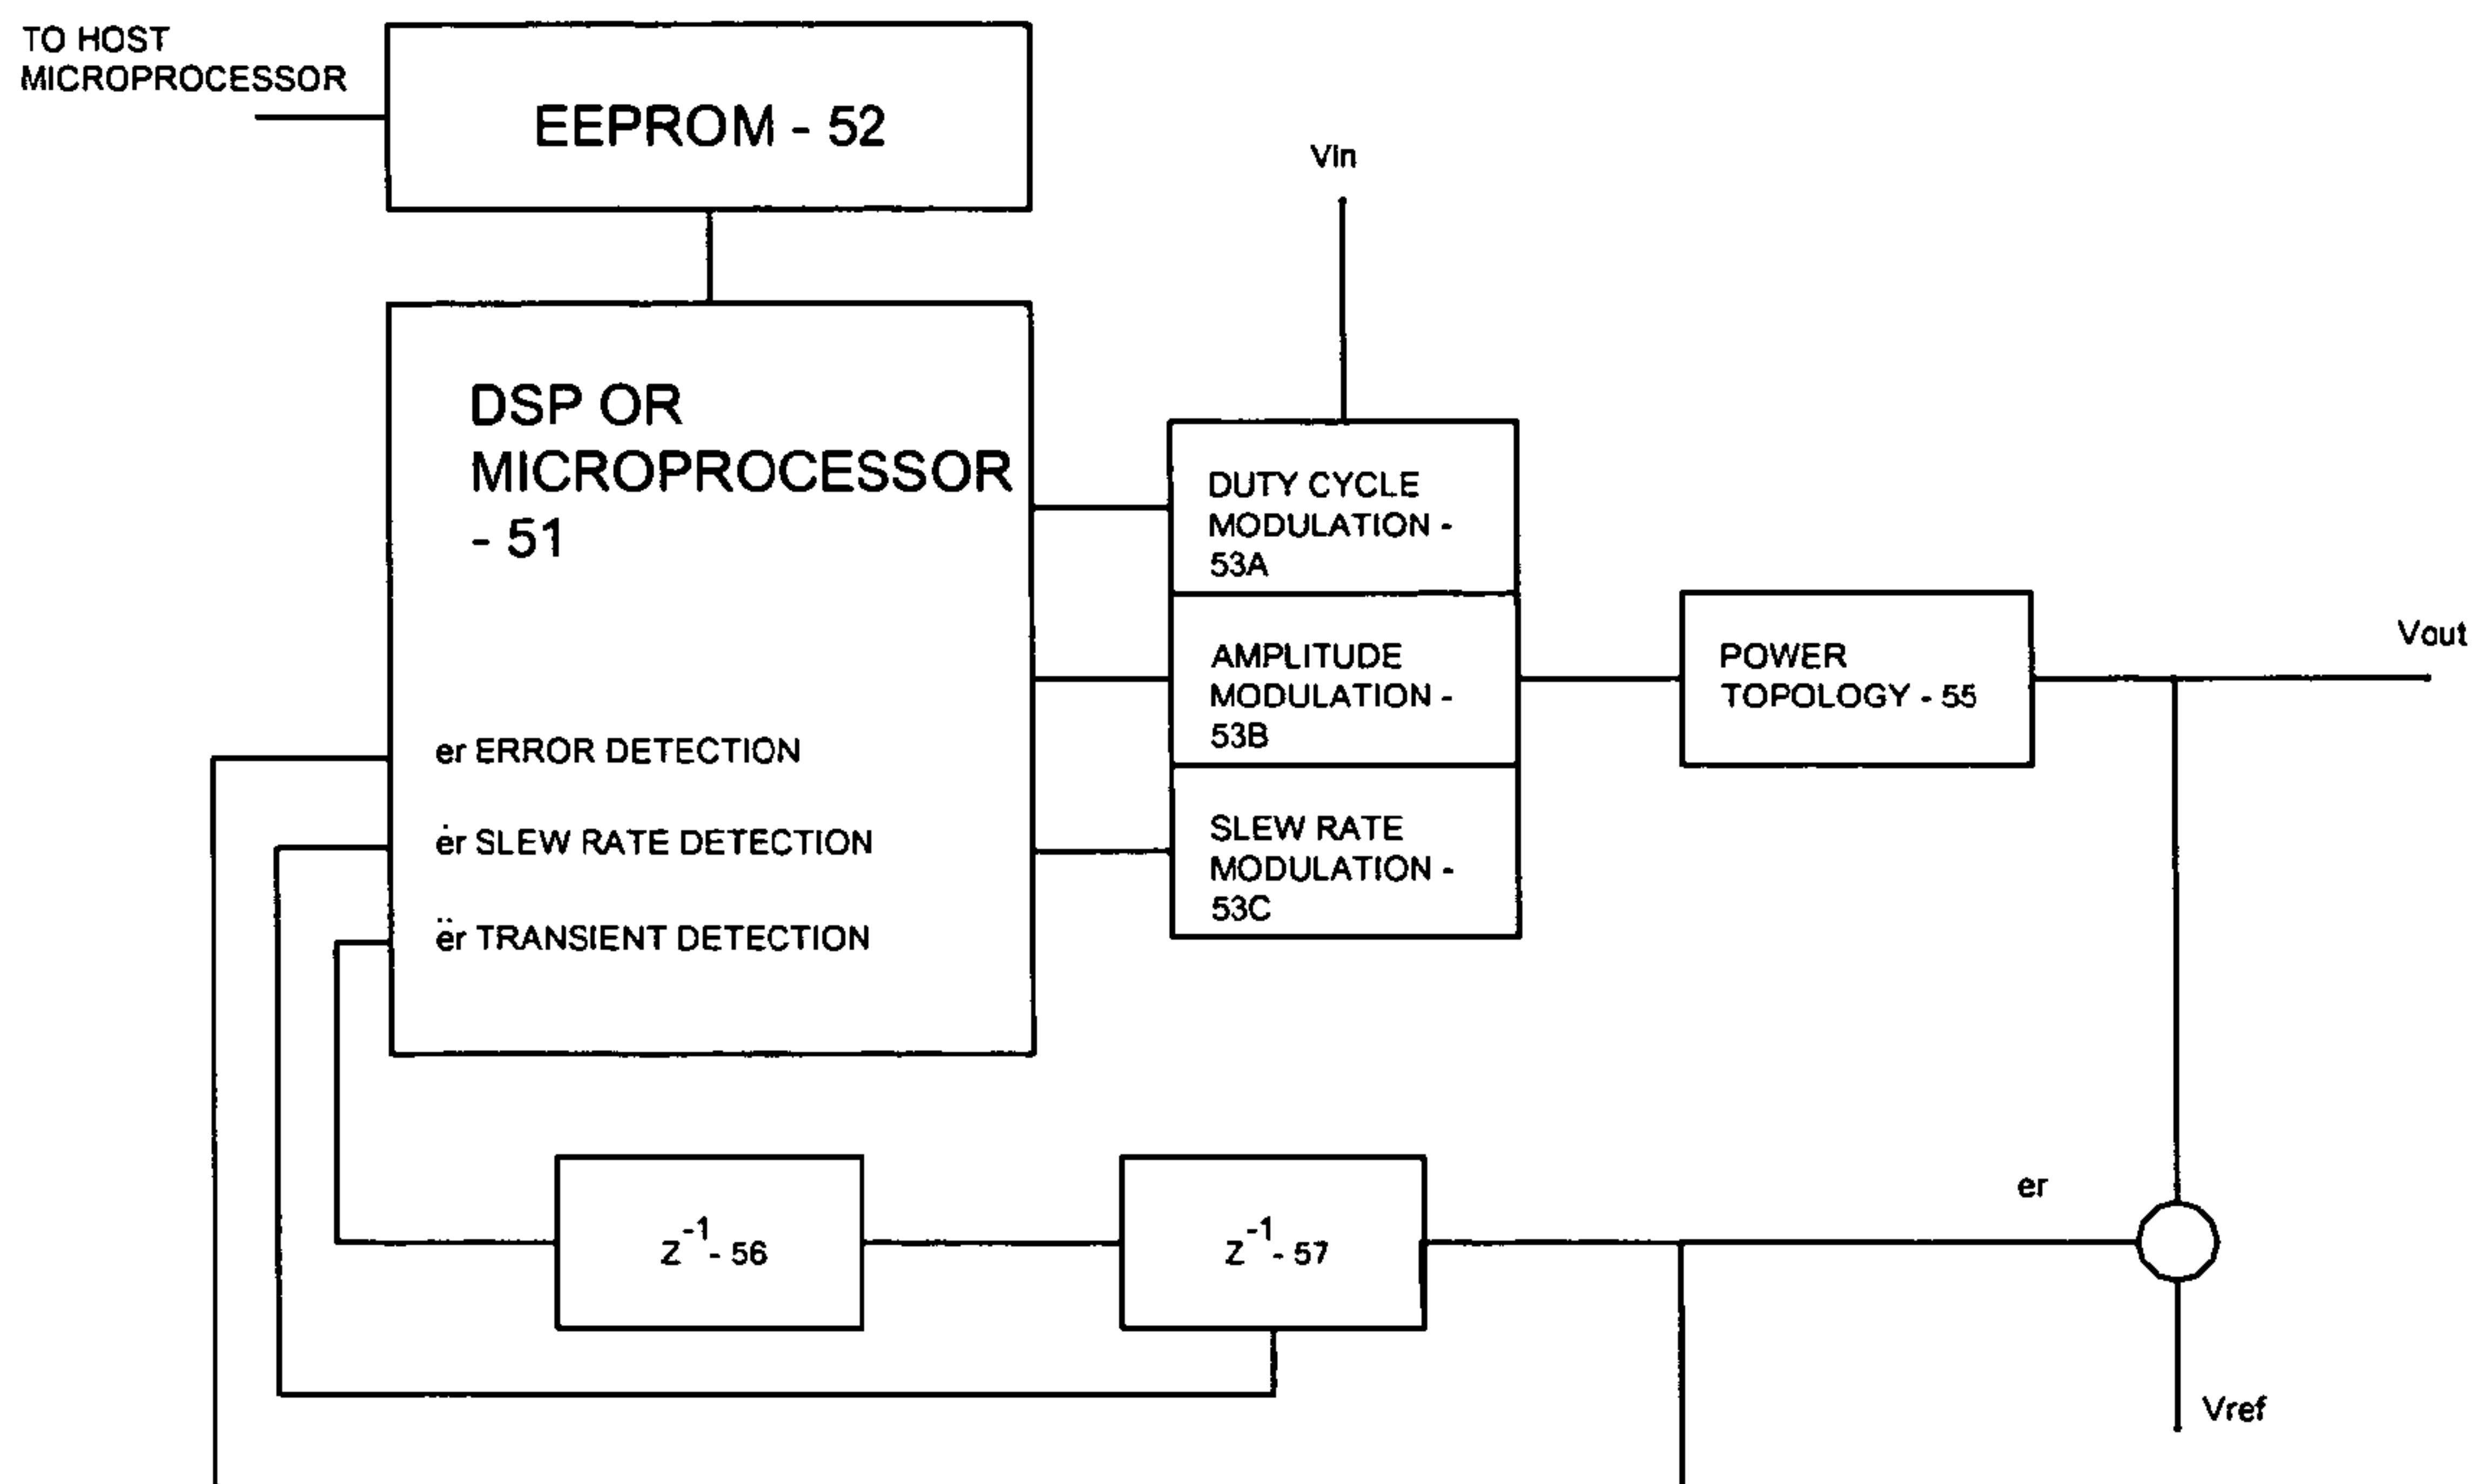 TO HOST
MICROPROCESSOR
EEPROM - 52
Vin
DSP OR
MICROPROCESSOR
- 51
DUTY CYCLE
MODULATION -
53A
AMPLITUDE
MODULATION -
53B
SLEW RATE
MODULATION -
53C
POWER
TOPOLOGY - 55
Vout
er ERROR DETECTION
ėr SLEW RATE DETECTION
ër TRANSIENT DETECTION
er
z⁻¹- 56
z⁻¹- 57
Vref